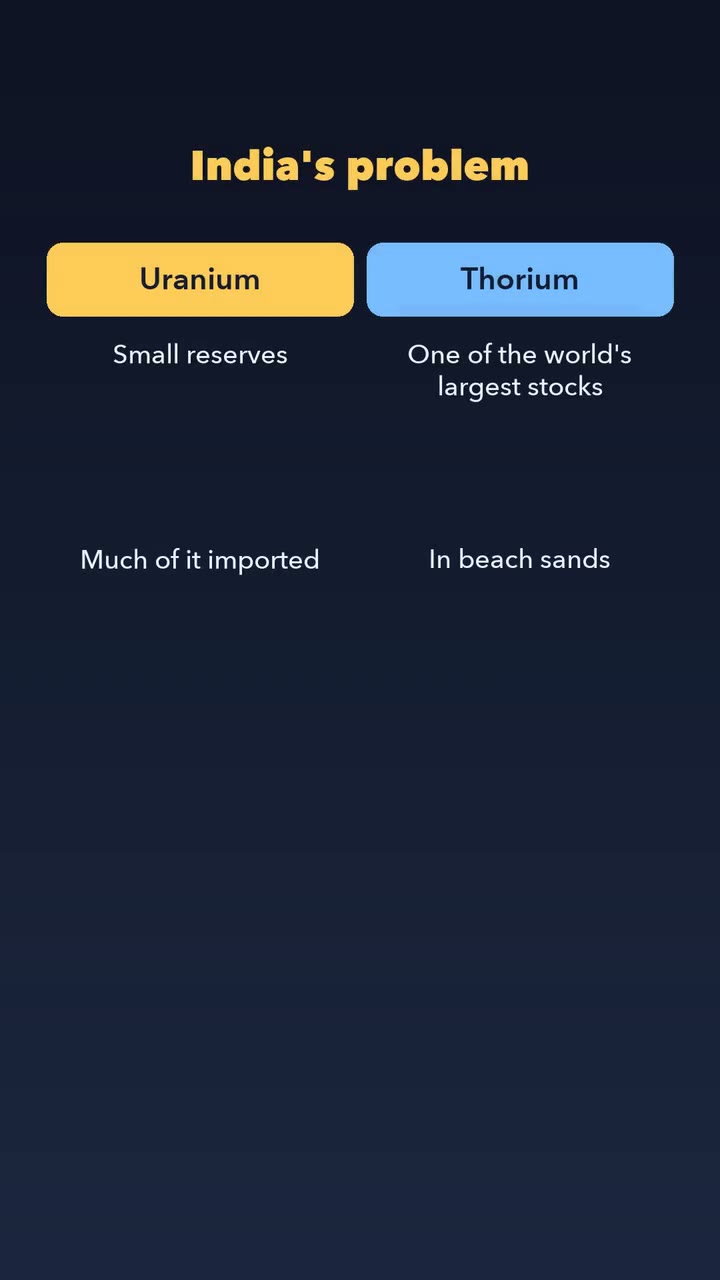 India's problem
Uranium
Thorium
Small reserves
One of the world's
largest stocks
Much of it imported
In beach sands